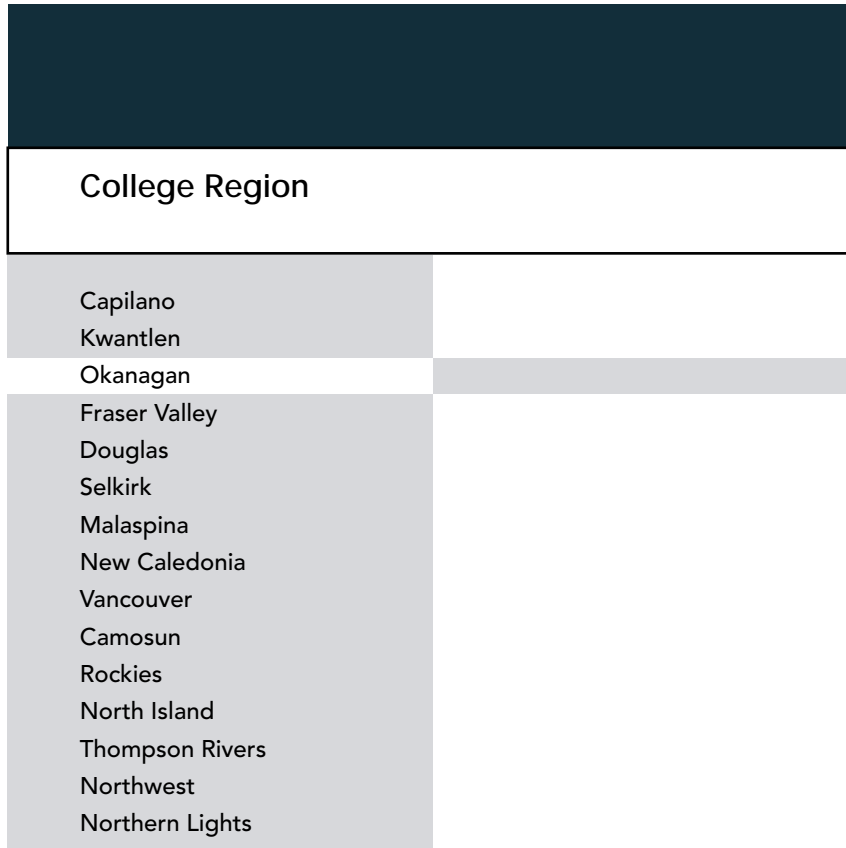 College Region
Capilano
Kwantlen
Okanagan
Fraser Valley
Douglas
Selkirk
Malaspina
New Caledonia
Vancouver
Camosun
Rockies
North Island
Thompson Rivers
Northwest
Northern Lights